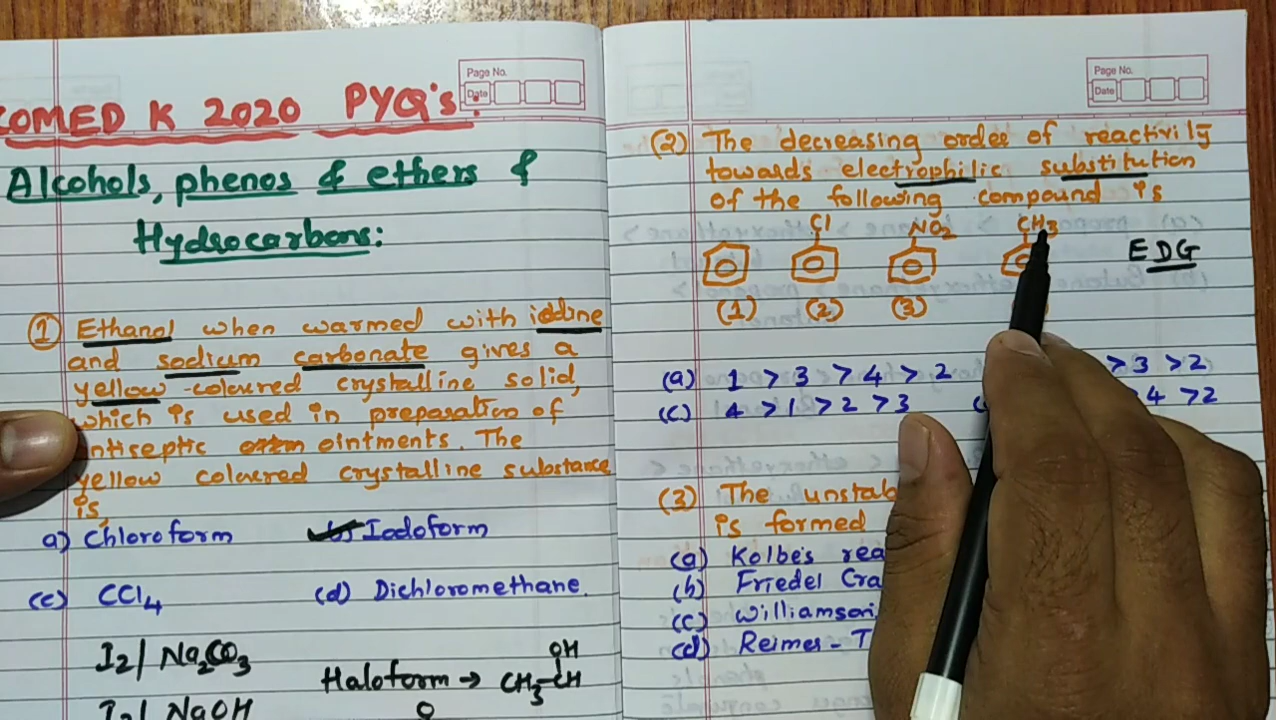 Page No.
Date
COMED K 2020 PYQ's.
Alcohols, phenos & ethers &
Hydrocarbons:
① Ethanol when warmed with iodine
and sodium carbonate gives a
yellow-coloured crystalline solid,
which is used in preparation of
antiseptic ointments. The
yellow coloured crystalline substance
is,
a) Chloroform b) Iodoform
(c) CCl4 (d) Dichloromethane.
I2/ Na2CO3
I2/ NaOH
OH
Haloform → CH3-CH
O
Page No.
Date
(2) The decreasing order of reactivity
towards electrophilic substitution
of the following compound is
Cl NO2 CH3
EDG
(1) (2) (3)
(a) 1 > 3 > 4 > 2 > 3 > 2
(c) 4 > 1 > 2 > 3 4 > 2
(3) The
is formed
(a) Kolbe's
(b) Friedel
(c)
(d) Reimer -